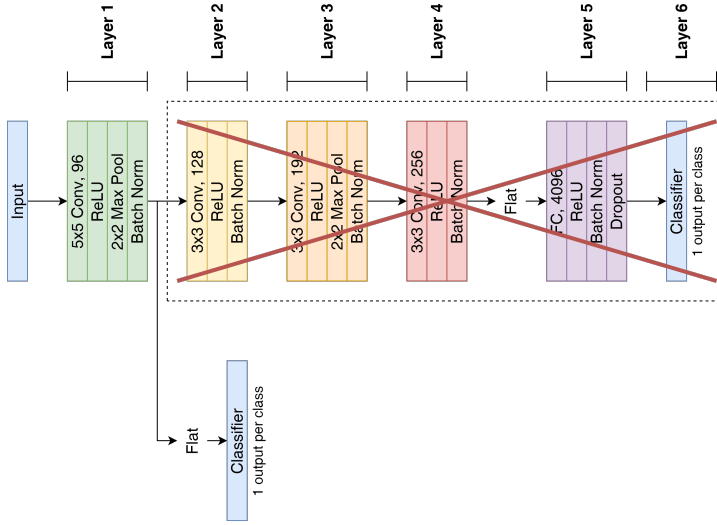 Layer 1
Layer 2
Layer 3
Layer 4
Layer 5
Layer 6
Input
5x5 Conv, 96
ReLU
2x2 Max Pool
Batch Norm
3x3 Conv, 128
ReLU
Batch Norm
3x3 Conv, 192
ReLU
2x2 Max Pool
Batch Norm
3x3 Conv, 256
ReLU
Batch Norm
Flat
FC, 4096
ReLU
Batch Norm
Dropout
Classifier
1 output per class
Flat
Classifier
1 output per class